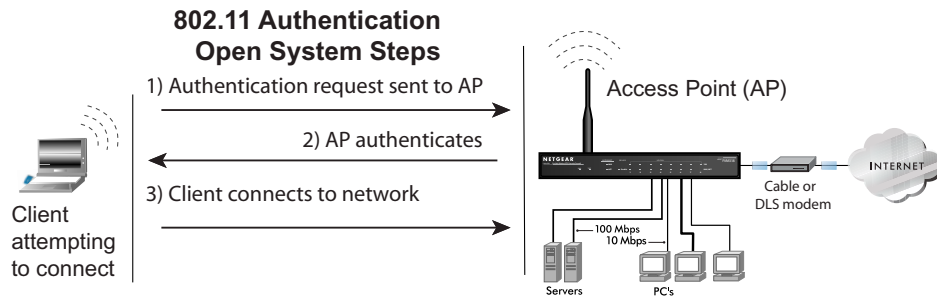 802.11 Authentication
Open System Steps
1) Authentication request sent to AP
2) AP authenticates
3) Client connects to network
Client
attempting
to connect
Access Point (AP)
NETGEAR
INTERNET
Cable or
DLS modem
100 Mbps
10 Mbps
Servers
PC's